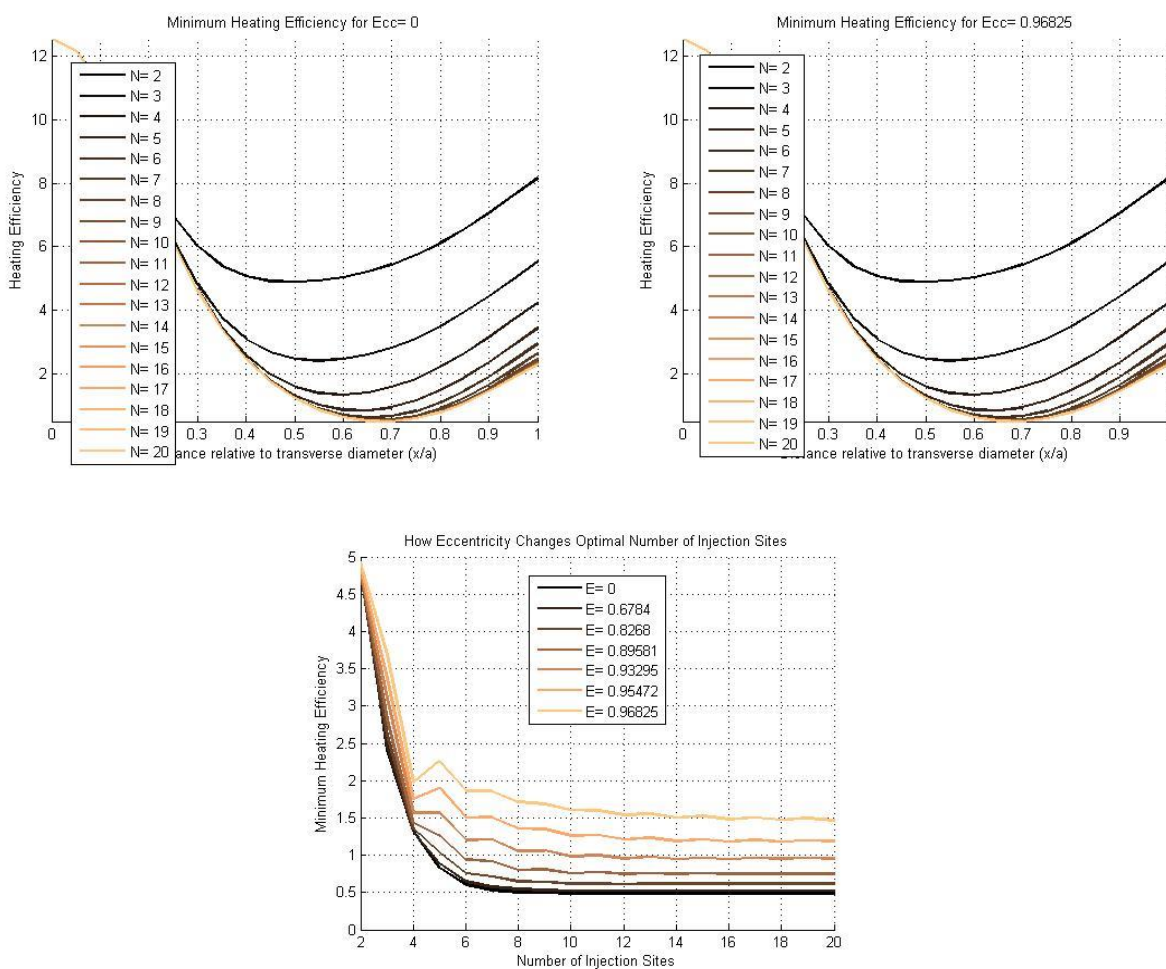 Minimum Heating Efficiency for Ecc= 0
12
10
8
6
4
2
Heating Efficiency
N= 2
N= 3
N= 4
N= 5
N= 6
N= 7
N= 8
N= 9
N= 10
N= 11
N= 12
N= 13
N= 14
N= 15
N= 16
N= 17
N= 18
N= 19
N= 20
0 0.3 0.4 0.5 0.6 0.7 0.8 0.9 1
ance relative to transverse diameter (x/a)
Minimum Heating Efficiency for Ecc= 0.96825
12
10
8
6
4
2
Heating Efficiency
N= 2
N= 3
N= 4
N= 5
N= 6
N= 7
N= 8
N= 9
N= 10
N= 11
N= 12
N= 13
N= 14
N= 15
N= 16
N= 17
N= 18
N= 19
N= 20
0 0.3 0.4 0.5 0.6 0.7 0.8 0.9
Distance relative to transverse diameter (x/a)
How Eccentricity Changes Optimal Number of Injection Sites
5
4.5
4
3.5
3
2.5
2
1.5
1
0.5
0
Minimum Heating Efficiency
E= 0
E= 0.6784
E= 0.8268
E= 0.89581
E= 0.93295
E= 0.95472
E= 0.96825
2 4 6 8 10 12 14 16 18 20
Number of Injection Sites